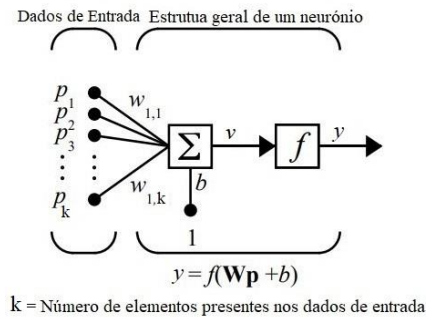 Dados de Entrada Estrutua geral de um neurónio
p1
p2
p3
pk
w1,1
w1,k
Σ
v
f
y
b
1
y = f(Wp +b)
k = Número de elementos presentes nos dados de entrada